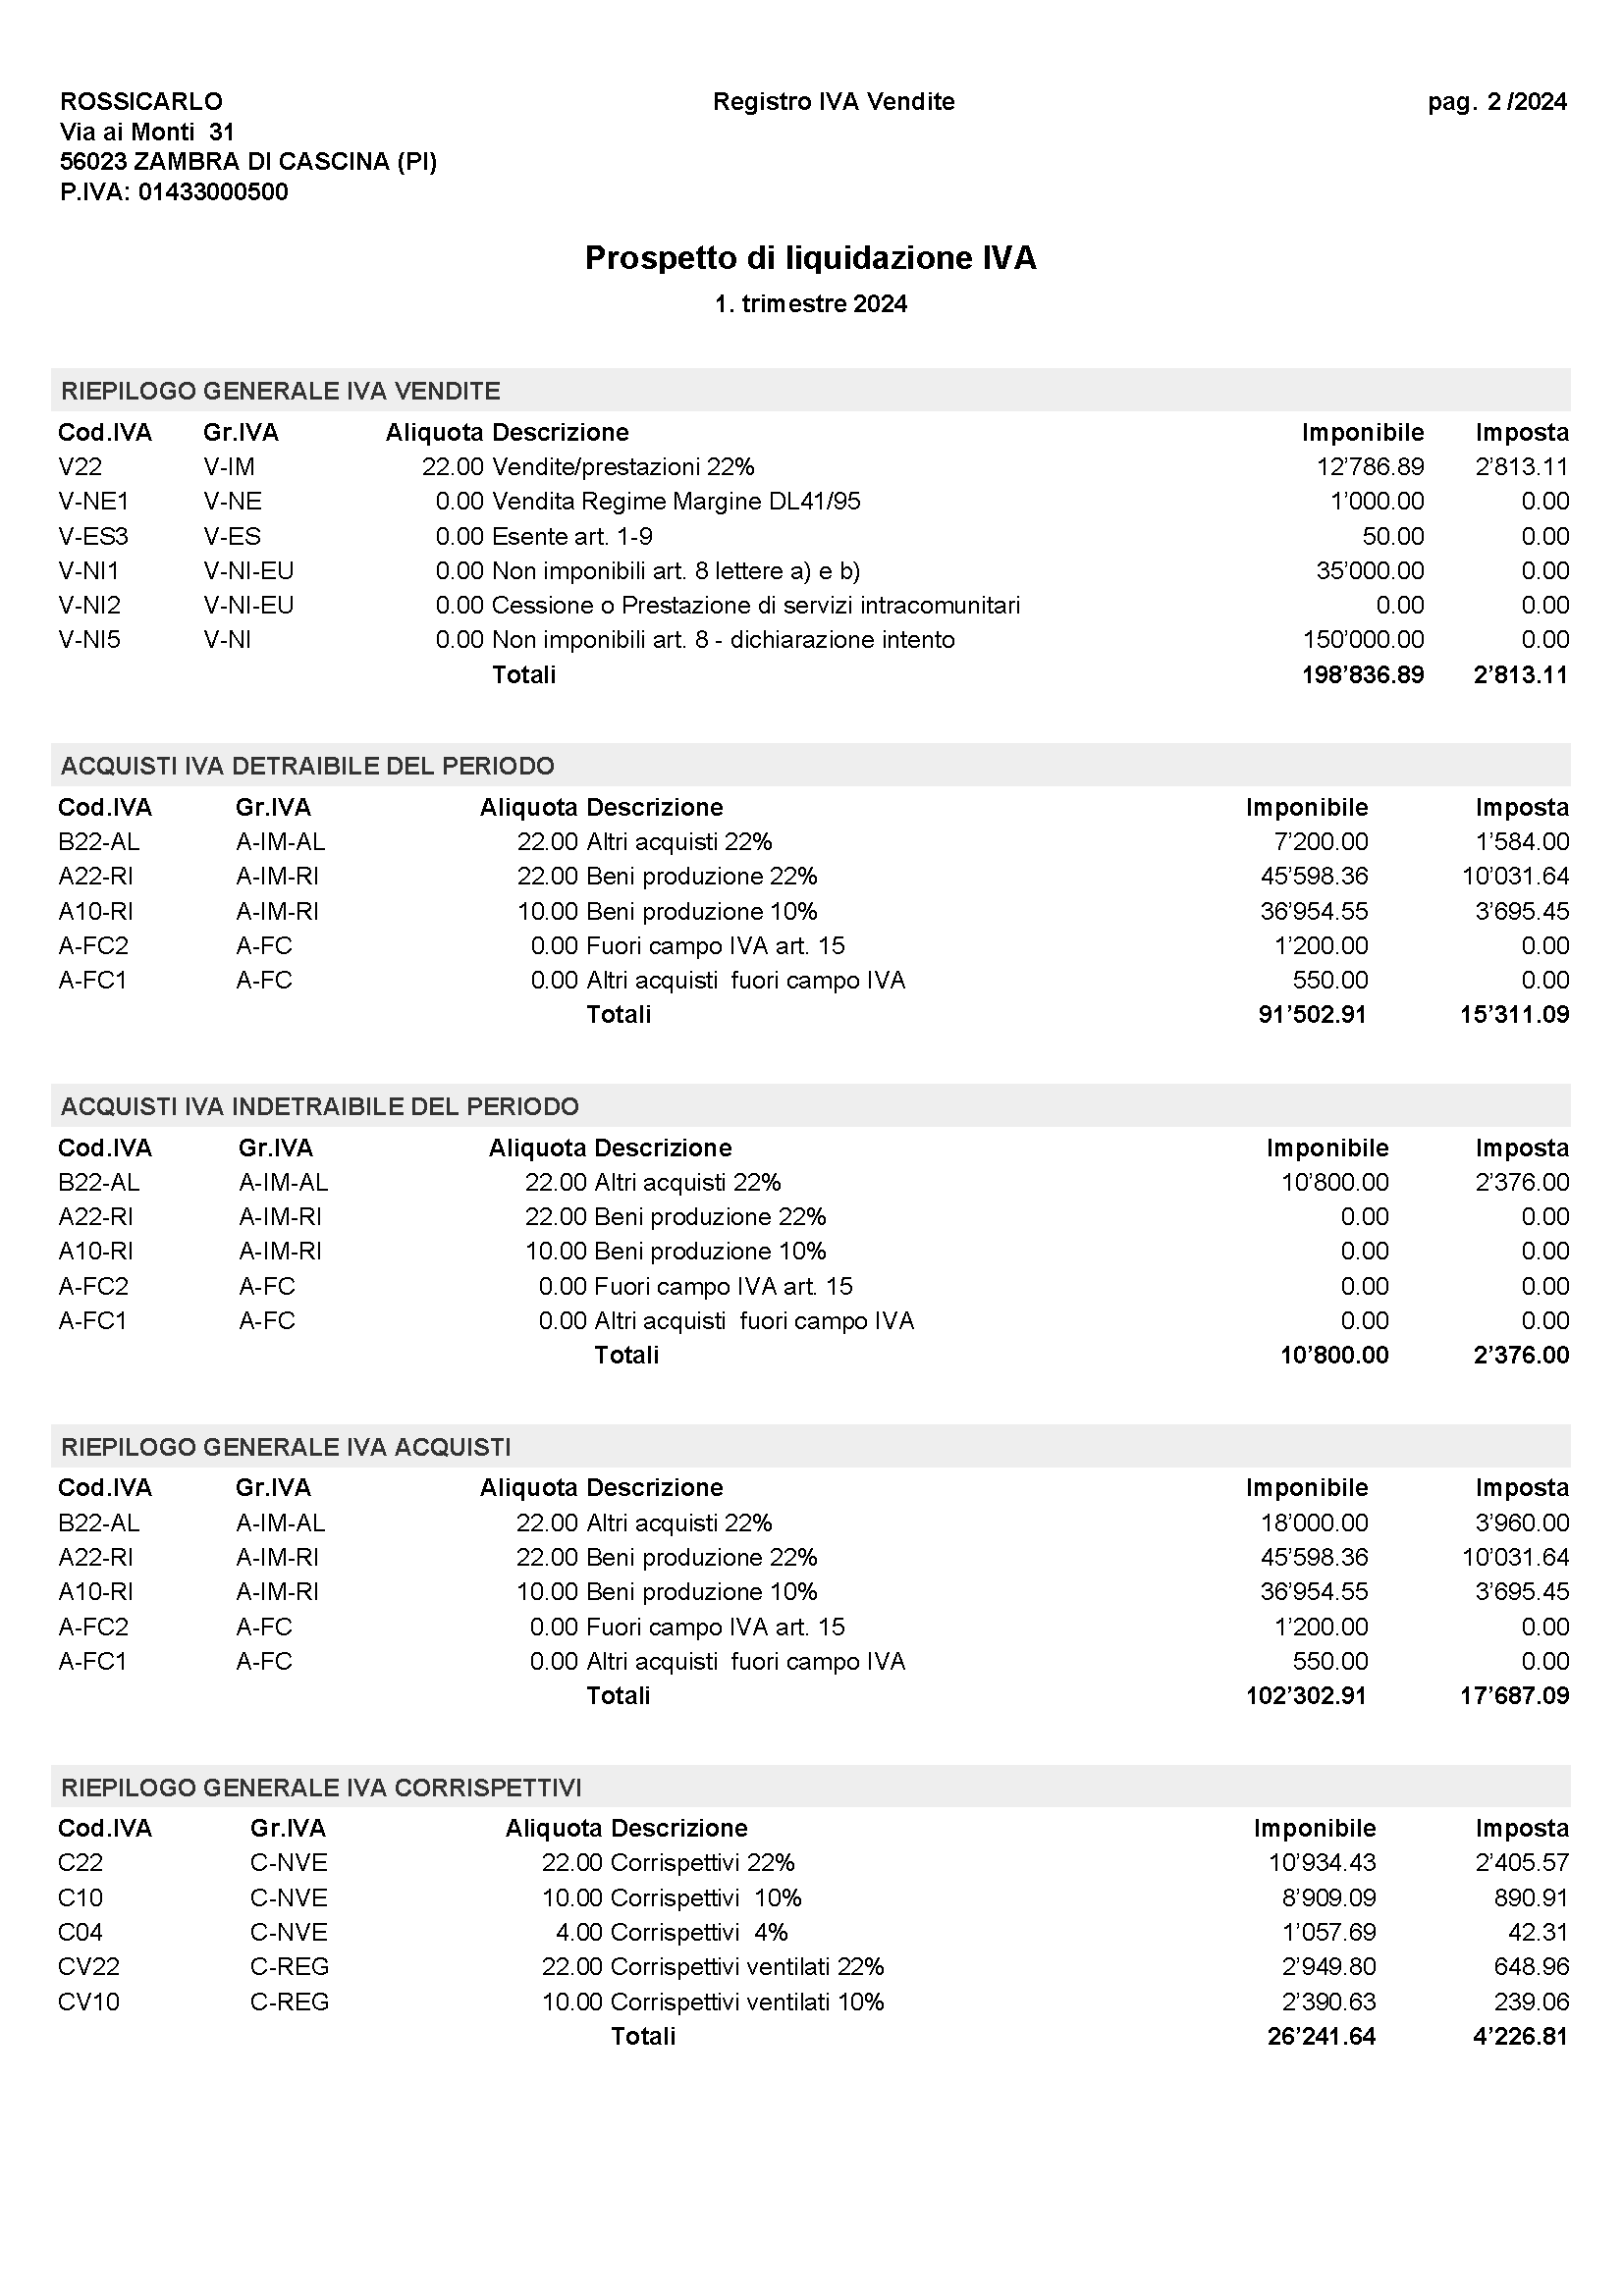 ROSSICARLO Registro IVA Vendite pag. 2 /2024
Via ai Monti 31
56023 ZAMBRA DI CASCINA (PI)
P.IVA: 01433000500
Prospetto di liquidazione IVA
1. trimestre 2024
RIEPILOGO GENERALE IVA VENDITE
Cod.IVA Gr.IVA Aliquota Descrizione Imponibile Imposta
V22 V-IM 22.00 Vendite/prestazioni 22% 12’786.89 2’813.11
V-NE1 V-NE 0.00 Vendita Regime Margine DL41/95 1’000.00 0.00
V-ES3 V-ES 0.00 Esente art. 1-9 50.00 0.00
V-NI1 V-NI-EU 0.00 Non imponibili art. 8 lettere a) e b) 35’000.00 0.00
V-NI2 V-NI-EU 0.00 Cessione o Prestazione di servizi intracomunitari 0.00 0.00
V-NI5 V-NI 0.00 Non imponibili art. 8 - dichiarazione intento 150’000.00 0.00
Totali 198’836.89 2’813.11
ACQUISTI IVA DETRAIBILE DEL PERIODO
Cod.IVA Gr.IVA Aliquota Descrizione Imponibile Imposta
B22-AL A-IM-AL 22.00 Altri acquisti 22% 7’200.00 1’584.00
A22-RI A-IM-RI 22.00 Beni produzione 22% 45’598.36 10’031.64
A10-RI A-IM-RI 10.00 Beni produzione 10% 36’954.55 3’695.45
A-FC2 A-FC 0.00 Fuori campo IVA art. 15 1’200.00 0.00
A-FC1 A-FC 0.00 Altri acquisti fuori campo IVA 550.00 0.00
Totali 91’502.91 15’311.09
ACQUISTI IVA INDETRAIBILE DEL PERIODO
Cod.IVA Gr.IVA Aliquota Descrizione Imponibile Imposta
B22-AL A-IM-AL 22.00 Altri acquisti 22% 10’800.00 2’376.00
A22-RI A-IM-RI 22.00 Beni produzione 22% 0.00 0.00
A10-RI A-IM-RI 10.00 Beni produzione 10% 0.00 0.00
A-FC2 A-FC 0.00 Fuori campo IVA art. 15 0.00 0.00
A-FC1 A-FC 0.00 Altri acquisti fuori campo IVA 0.00 0.00
Totali 10’800.00 2’376.00
RIEPILOGO GENERALE IVA ACQUISTI
Cod.IVA Gr.IVA Aliquota Descrizione Imponibile Imposta
B22-AL A-IM-AL 22.00 Altri acquisti 22% 18’000.00 3’960.00
A22-RI A-IM-RI 22.00 Beni produzione 22% 45’598.36 10’031.64
A10-RI A-IM-RI 10.00 Beni produzione 10% 36’954.55 3’695.45
A-FC2 A-FC 0.00 Fuori campo IVA art. 15 1’200.00 0.00
A-FC1 A-FC 0.00 Altri acquisti fuori campo IVA 550.00 0.00
Totali 102’302.91 17’687.09
RIEPILOGO GENERALE IVA CORRISPETTIVI
Cod.IVA Gr.IVA Aliquota Descrizione Imponibile Imposta
C22 C-NVE 22.00 Corrispettivi 22% 10’934.43 2’405.57
C10 C-NVE 10.00 Corrispettivi 10% 8’909.09 890.91
C04 C-NVE 4.00 Corrispettivi 4% 1’057.69 42.31
CV22 C-REG 22.00 Corrispettivi ventilati 22% 2’949.80 648.96
CV10 C-REG 10.00 Corrispettivi ventilati 10% 2’390.63 239.06
Totali 26’241.64 4’226.81